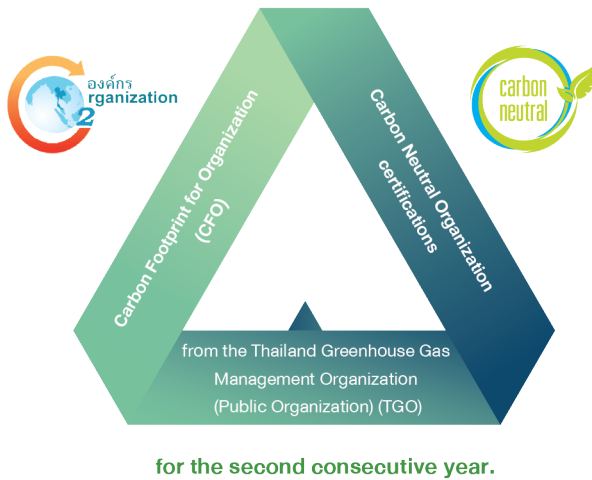 องค์กร
rganization
2
carbon
neutral
Carbon Footprint for Organization
(CFO)
Carbon Neutral Organization
certifications
from the Thailand Greenhouse Gas
Management Organization
(Public Organization) (TGO)
for the second consecutive year.